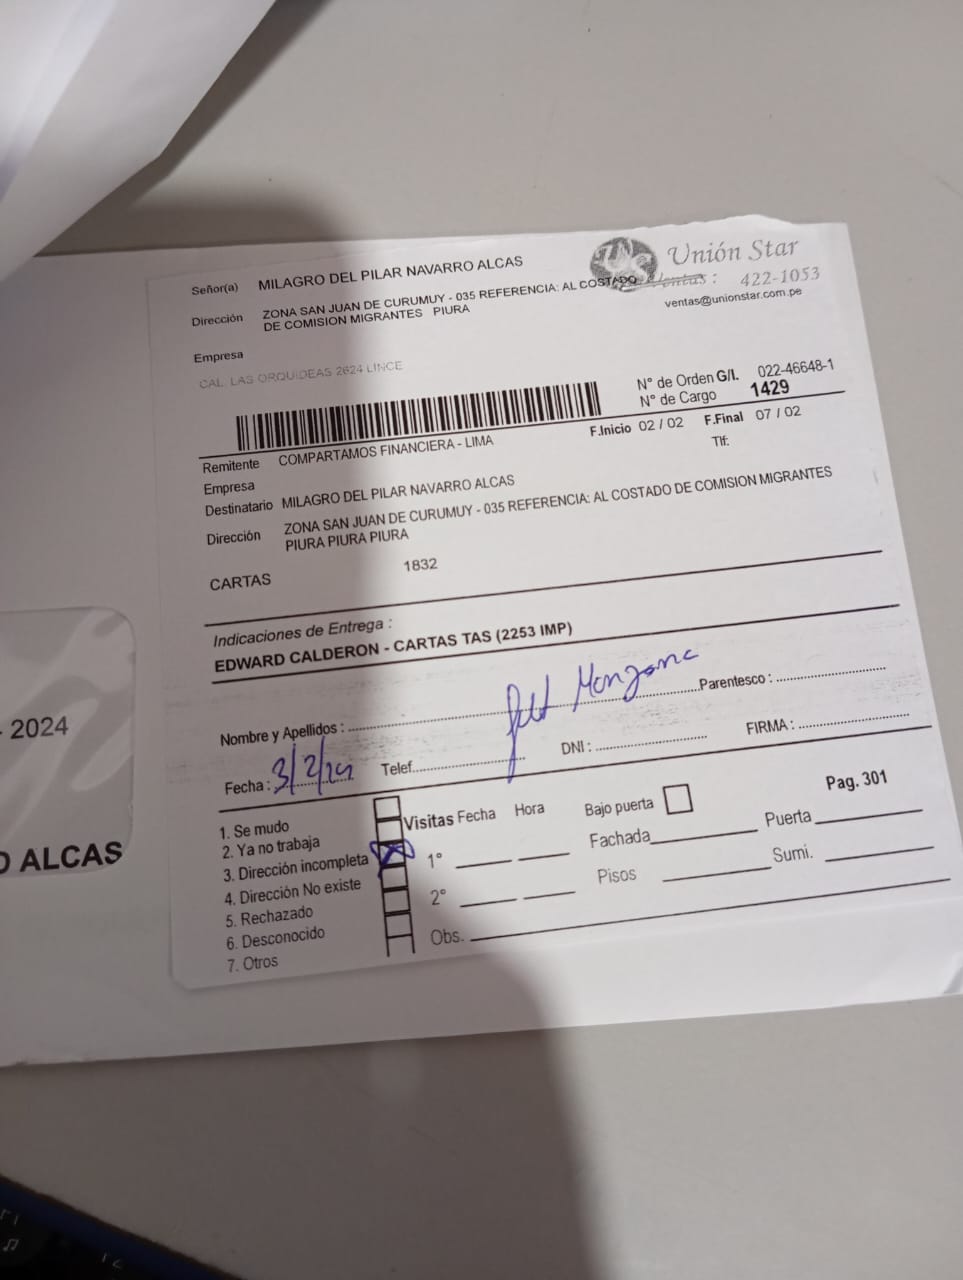 Unión Star
Señor(a) MILAGRO DEL PILAR NAVARRO ALCAS
Ventas : 422-1053
ventas@unionstar.com.pe
Dirección ZONA SAN JUAN DE CURUMUY - 035 REFERENCIA: AL COSTADO
DE COMISION MIGRANTES PIURA
Empresa
CAL. LAS ORQUIDEAS 2624 LINCE
N° de Orden G/I. 022-46648-1
N° de Cargo 1429
F.Inicio 02 / 02 F.Final 07 / 02
Tlf:
Remitente COMPARTAMOS FINANCIERA - LIMA
Empresa
Destinatario MILAGRO DEL PILAR NAVARRO ALCAS
Dirección ZONA SAN JUAN DE CURUMUY - 035 REFERENCIA: AL COSTADO DE COMISION MIGRANTES
PIURA PIURA PIURA
CARTAS 1832
Indicaciones de Entrega :
EDWARD CALDERON - CARTAS TAS (2253 IMP)
Nombre y Apellidos : Parentesco :
Fecha : Telef. DNI : FIRMA :
Pag. 301
1. Se mudo
2. Ya no trabaja
3. Dirección incompleta
4. Dirección No existe
5. Rechazado
6. Desconocido
7. Otros
Visitas Fecha Hora Bajo puerta
1° Fachada Puerta
2° Pisos Sumi.
Obs.
- 2024
O ALCAS